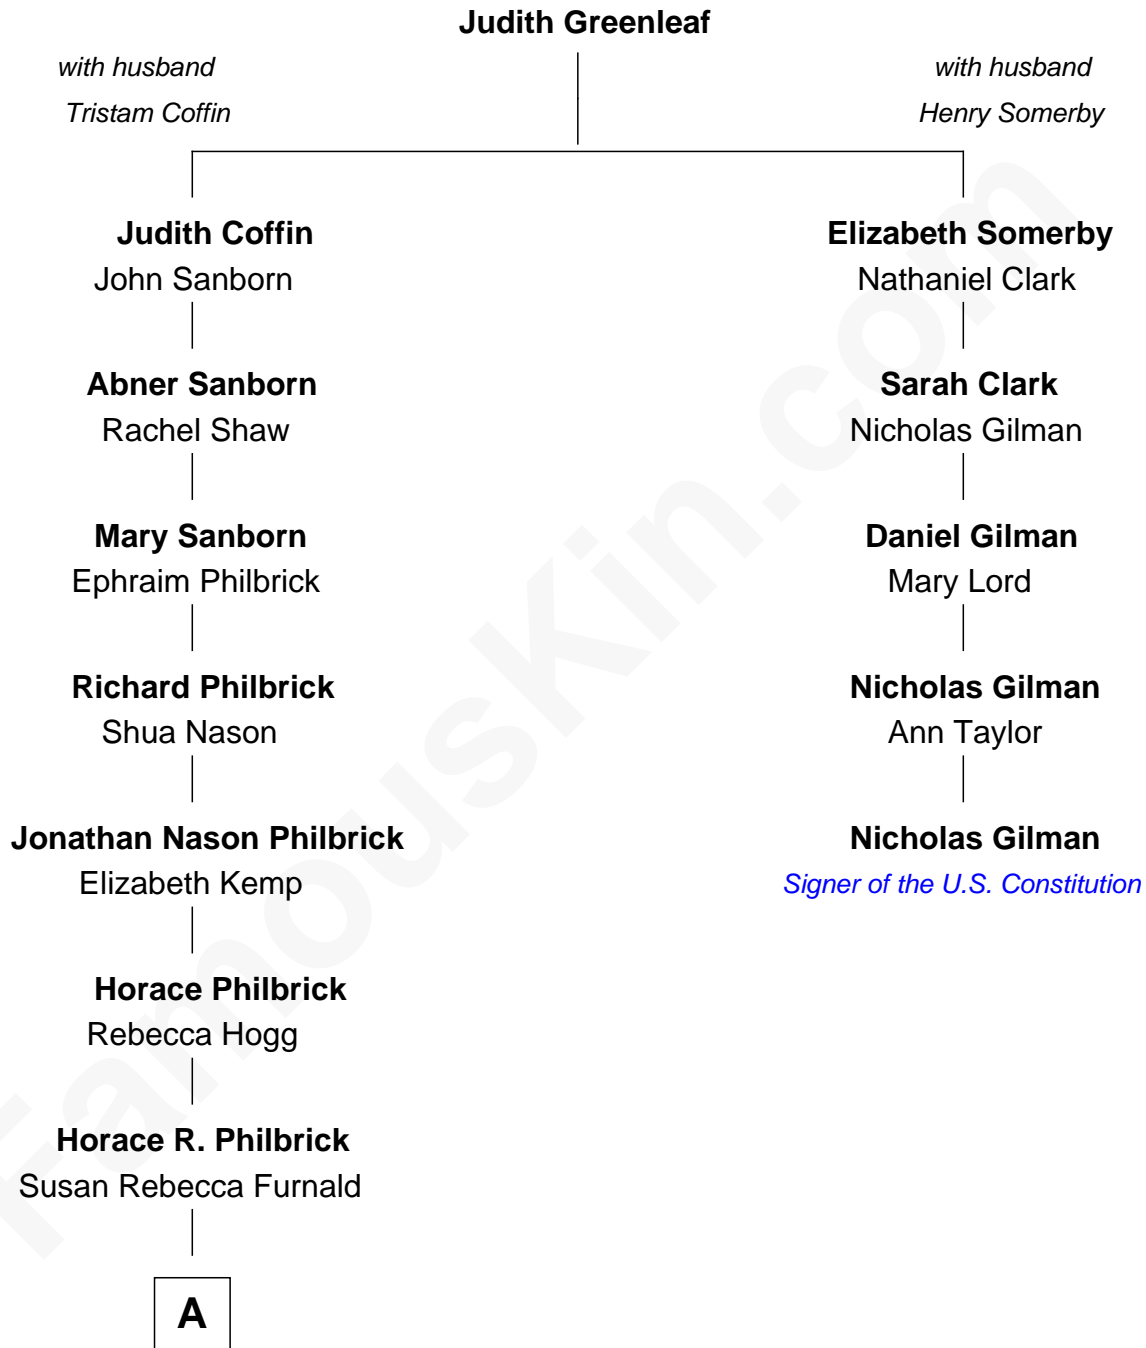 Judith Greenleaf
with husband
Tristam Coffin
with husband
Henry Somerby
Judith Coffin
John Sanborn
Abner Sanborn
Rachel Shaw
Mary Sanborn
Ephraim Philbrick
Richard Philbrick
Shua Nason
Jonathan Nason Philbrick
Elizabeth Kemp
Horace Philbrick
Rebecca Hogg
Horace R. Philbrick
Susan Rebecca Furnald
A
Elizabeth Somerby
Nathaniel Clark
Sarah Clark
Nicholas Gilman
Daniel Gilman
Mary Lord
Nicholas Gilman
Ann Taylor
Nicholas Gilman
Signer of the U.S. Constitution
FamousKin.com